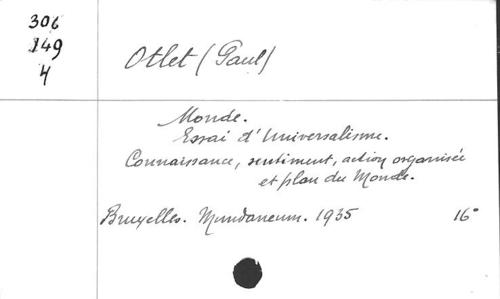 306
149
4
Otlet (Paul)
Monde.
Essai d'Universalisme.
Connaissance, sentiment, action organisée
et plan du Monde.
Bruxelles. Mundaneum. 1935 16°